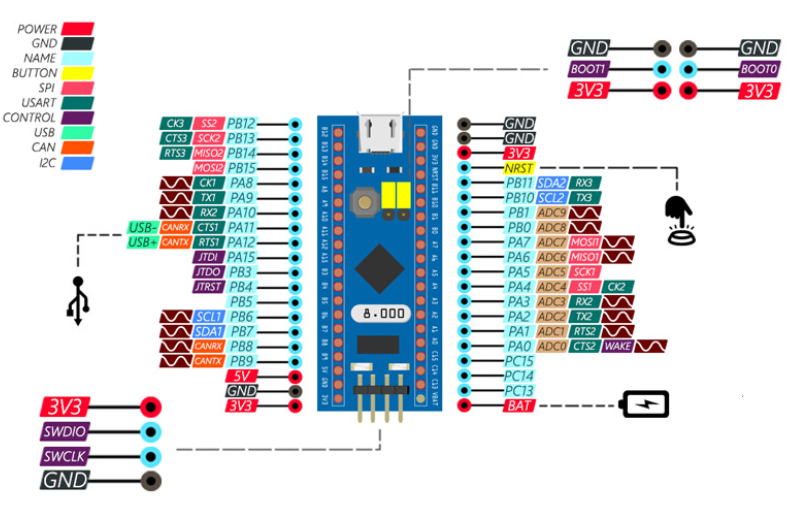 POWER
GND
NAME
BUTTON
SPI
USART
CONTROL
USB
CAN
I2C
GND GND
BOOT1 BOOT0
3V3 3V3
CK3 SS2 PB12
CTS3 SCK2 PB13
RTS3 MISO2 PB14
MOSI2 PB15
CK1 PA8
TX1 PA9
RX2 PA10
USB- CANRX CTS1 PA11
USB+ CANTX RTS1 PA12
JTDI PA15
JTDO PB3
JTRST PB4
PB5
SCL1 PB6
SDA1 PB7
CANRX PB8
CANTX PB9
5V
GND
3V3
8.000
GND
GND
3V3
NRST
PB11 SDA2 RX3
PB10 SCL2 TX3
PB1 ADC9
PB0 ADC8
PA7 ADC7 MOSI1
PA6 ADC6 MISO1
PA5 ADC5 SCK1
PA4 ADC4 SS1 CK2
PA3 ADC3 RX2
PA2 ADC2 TX2
PA1 ADC1 RTS2
PA0 ADC0 CTS2 WAKE
PC15
PC14
PC13
BAT
3V3
SWDIO
SWCLK
GND